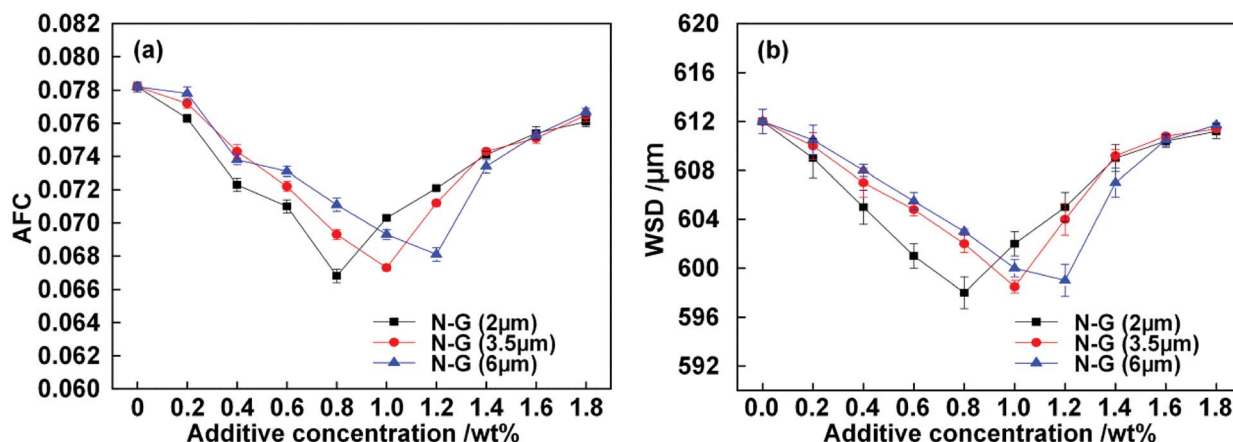 (a)
AFC
0.082
0.080
0.078
0.076
0.074
0.072
0.070
0.068
0.066
0.064
0.062
0.060
N-G (2μm)
N-G (3.5μm)
N-G (6μm)
0 0.2 0.4 0.6 0.8 1.0 1.2 1.4 1.6 1.8
Additive concentration /wt%
(b)
WSD /μm
620
616
612
608
604
600
596
592
N-G (2μm)
N-G (3.5μm)
N-G (6μm)
0.0 0.2 0.4 0.6 0.8 1.0 1.2 1.4 1.6 1.8
Additive concentration /wt%